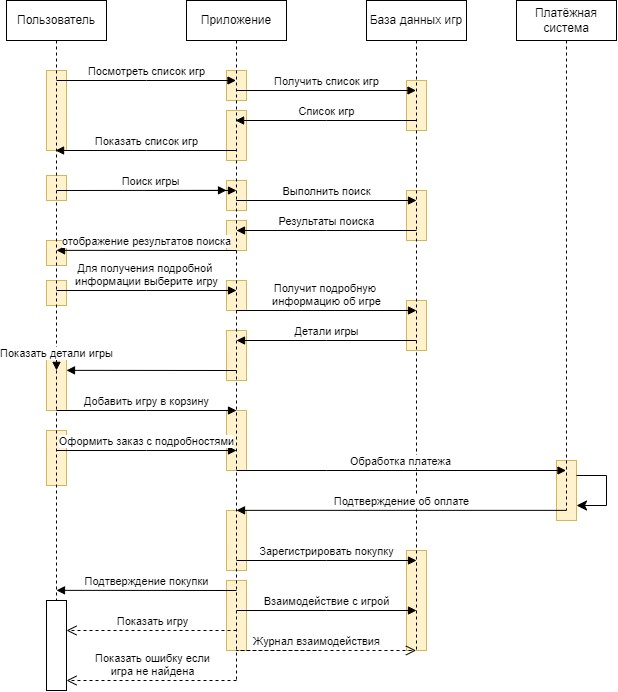 Пользователь
Приложение
База данных игр
Платёжная
система
Посмотреть список игр
Получить список игр
Список игр
Показать список игр
Поиск игры
Выполнить поиск
Результаты поиска
отображение результатов поиска
Для получения подробной
информации выберите игру
Получит подробную
информацию об игре
Детали игры
Показать детали игры
Добавить игру в корзину
Оформить заказ с подробностями
Обработка платежа
Подтверждение об оплате
Зарегистрировать покупку
Подтверждение покупки
Взаимодействие с игрой
Показать игру
Журнал взаимодействия
Показать ошибку если
игра не найдена